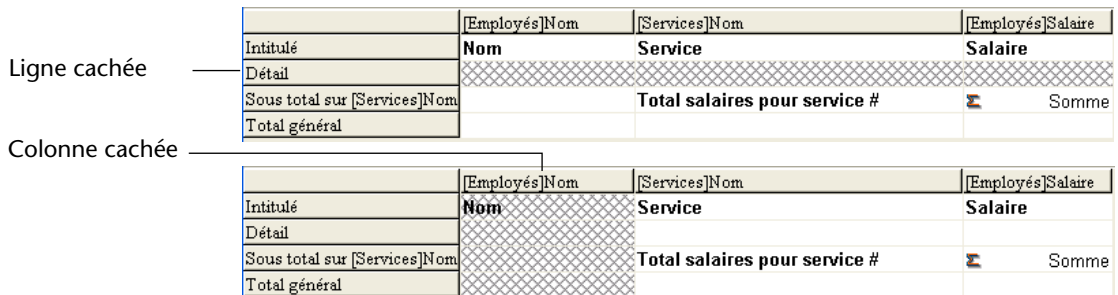 [Employés]Nom [Services]Nom [Employés]Salaire
Intitulé Nom Service Salaire
Ligne cachée
Détail
Sous total sur [Services]Nom Total salaires pour service # Σ Somme
Total général
Colonne cachée
[Employés]Nom [Services]Nom [Employés]Salaire
Intitulé Nom Service Salaire
Détail
Sous total sur [Services]Nom Total salaires pour service # Σ Somme
Total général